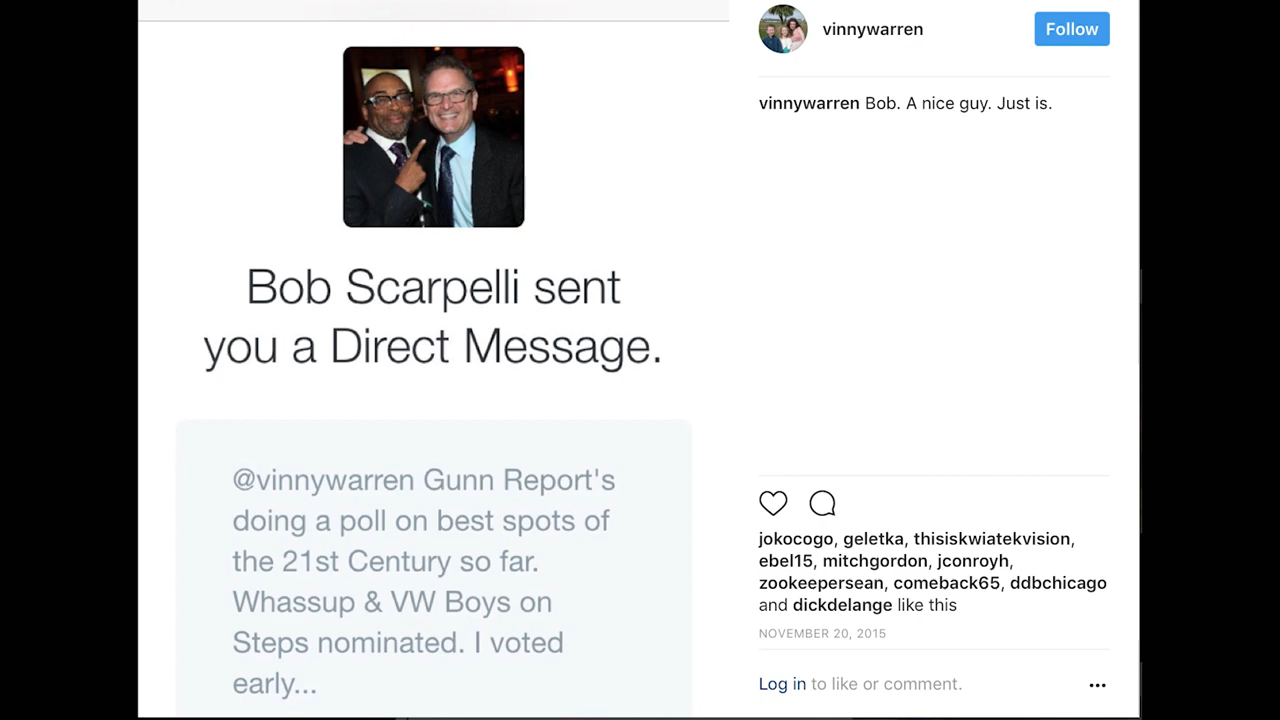 Bob Scarpelli sent
you a Direct Message.
@vinnywarren Gunn Report's
doing a poll on best spots of
the 21st Century so far.
Whassup & VW Boys on
Steps nominated. I voted
early...
vinnywarren
Follow
vinnywarren Bob. A nice guy. Just is.
jokocogo, geletka, thisiskwiatekvision,
ebel15, mitchgordon, jconroyh,
zookeepersean, comeback65, ddbchicago
and dickdelange like this
NOVEMBER 20, 2015
Log in to like or comment.